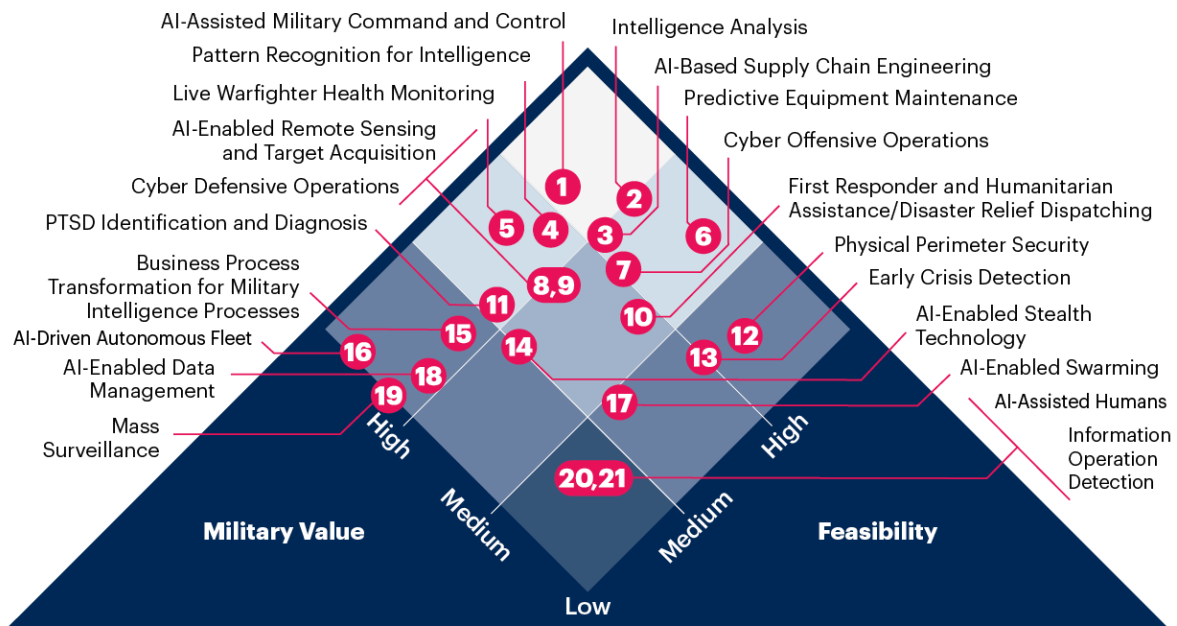 AI-Assisted Military Command and Control
Pattern Recognition for Intelligence
Live Warfighter Health Monitoring
AI-Enabled Remote Sensing
and Target Acquisition
Cyber Defensive Operations
PTSD Identification and Diagnosis
Business Process
Transformation for Military
Intelligence Processes
AI-Driven Autonomous Fleet
AI-Enabled Data
Management
Mass
Surveillance
Intelligence Analysis
AI-Based Supply Chain Engineering
Predictive Equipment Maintenance
Cyber Offensive Operations
First Responder and Humanitarian
Assistance/Disaster Relief Dispatching
Physical Perimeter Security
Early Crisis Detection
AI-Enabled Stealth
Technology
AI-Enabled Swarming
AI-Assisted Humans
Information
Operation
Detection
1
2
3
4
5
6
7
8,9
10
11
12
13
14
15
16
17
18
19
20,21
High
Medium
Low
Medium
High
Military Value
Feasibility